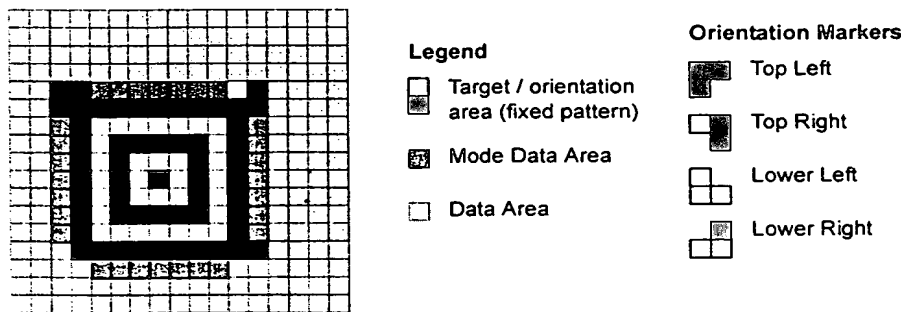 Legend
Target / orientation
area (fixed pattern)
Mode Data Area
Data Area
Orientation Markers
Top Left
Top Right
Lower Left
Lower Right